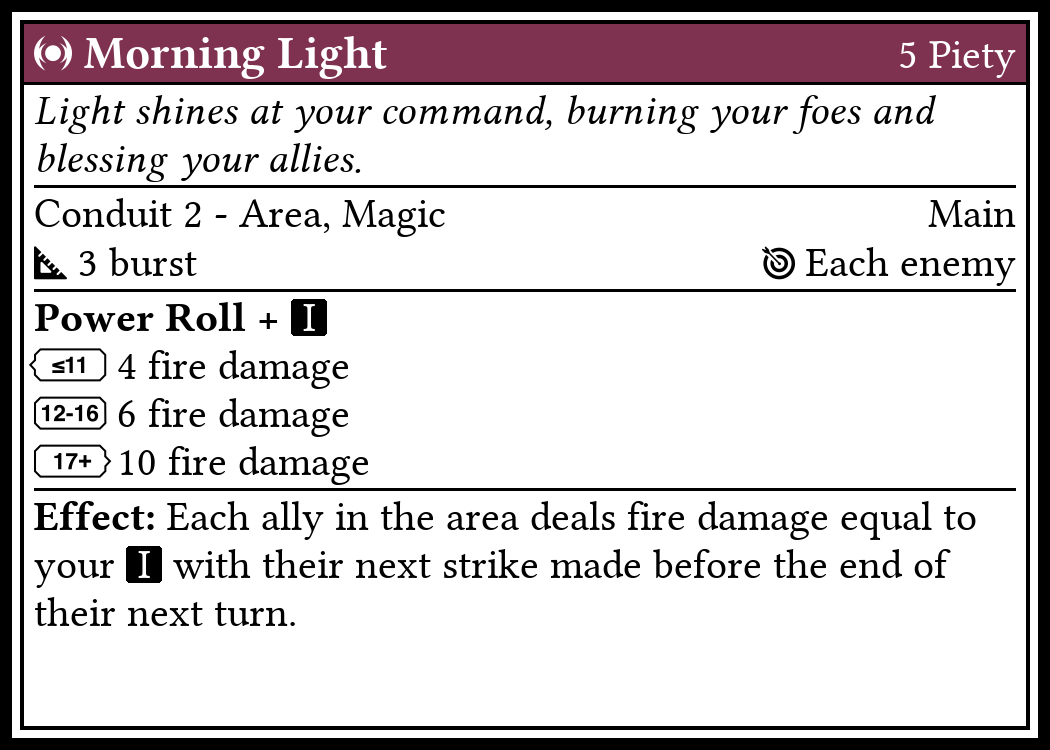 Morning Light 5 Piety
Light shines at your command, burning your foes and
blessing your allies.
Conduit 2 - Area, Magic Main
3 burst Each enemy
Power Roll + I
≤11 4 fire damage
12-16 6 fire damage
17+ 10 fire damage
Effect: Each ally in the area deals fire damage equal to
your I with their next strike made before the end of
their next turn.